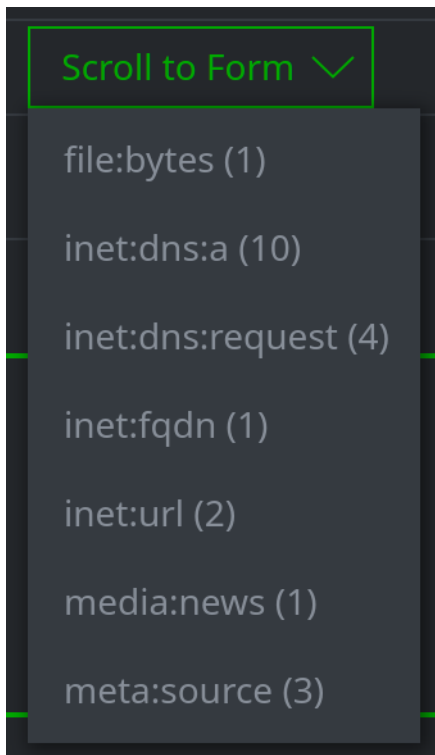 Scroll to Form
file:bytes (1)
inet:dns:a (10)
inet:dns:request (4)
inet:fqdn (1)
inet:url (2)
media:news (1)
meta:source (3)